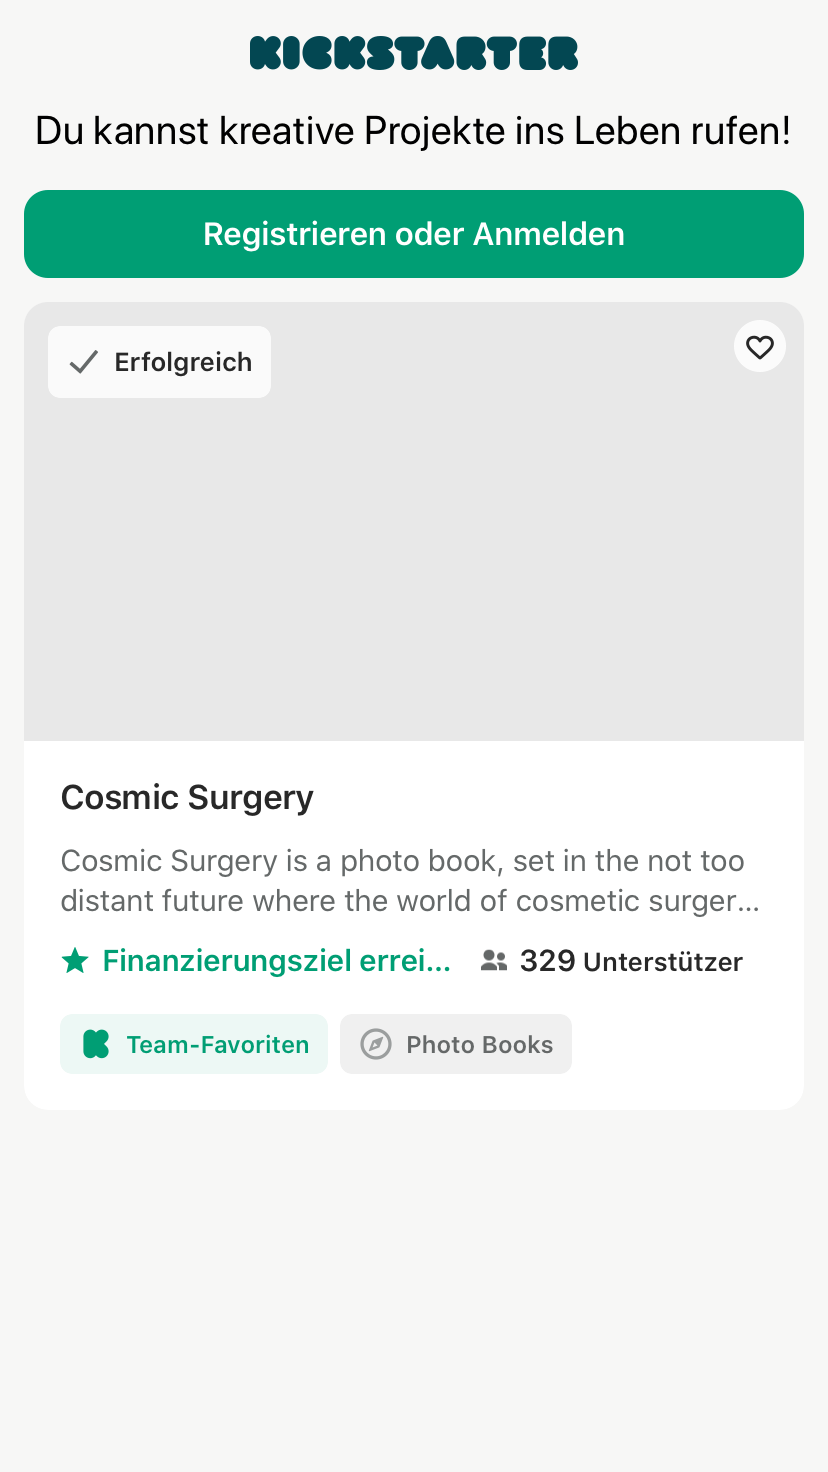 KICKSTARTER
Du kannst kreative Projekte ins Leben rufen!
Registrieren oder Anmelden
Erfolgreich
Cosmic Surgery
Cosmic Surgery is a photo book, set in the not too
distant future where the world of cosmetic surger…
Finanzierungsziel errei… 329 Unterstützer
Team-Favoriten Photo Books